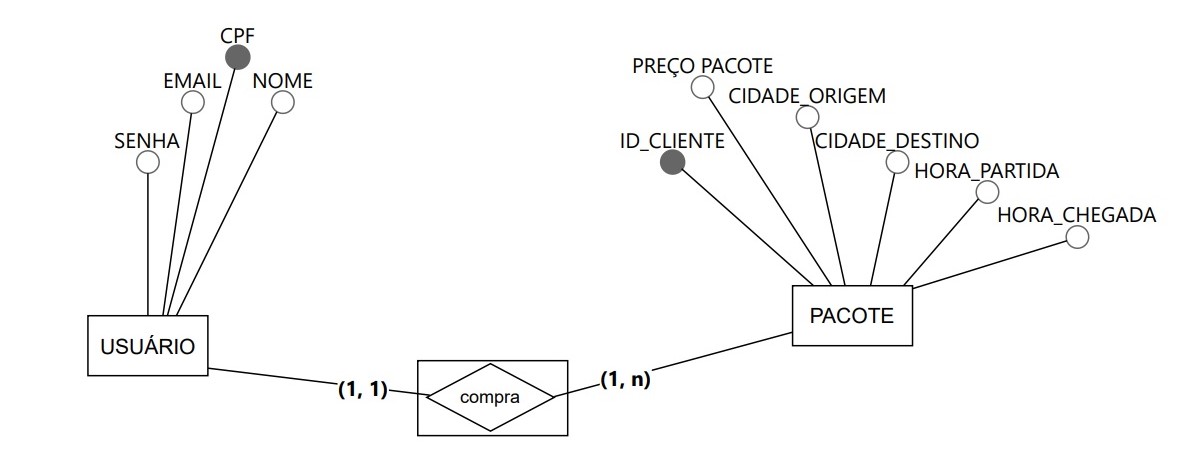 CPF
EMAIL
NOME
SENHA
PREÇO PACOTE
CIDADE_ORIGEM
ID_CLIENTE
CIDADE_DESTINO
HORA_PARTIDA
HORA_CHEGADA
USUÁRIO
PACOTE
(1, 1)
compra
(1, n)